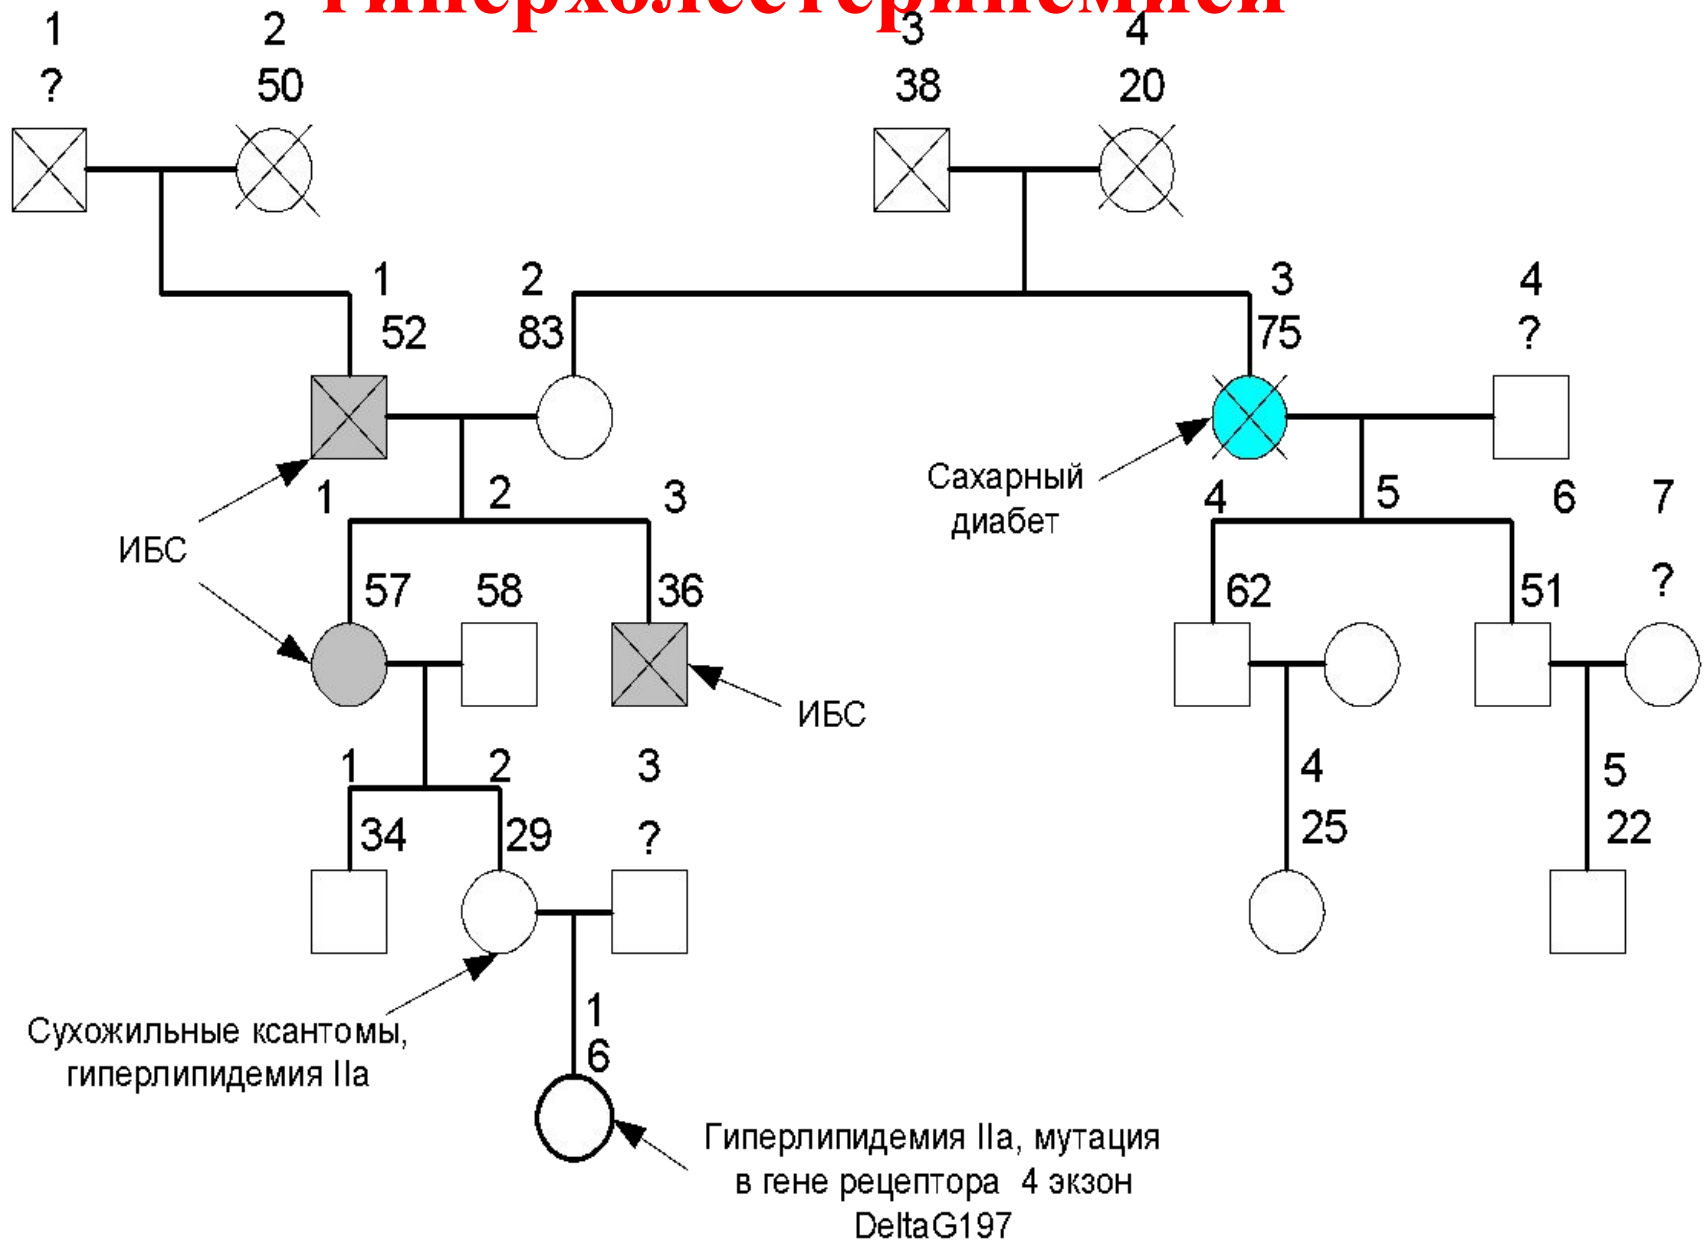 гиперхолестеринемией
1 2 3 4
? 50 38 20
1 2 3 4
52 83 75 ?
Сахарный
диабет
1 2 3 4 5 6 7
ИБС
57 58 36 62 51 ?
ИБС
1 2 3 4 5
34 29 ? 25 22
Сухожильные ксантомы,
гиперлипидемия IIa
1
6
Гиперлипидемия IIa, мутация
в гене рецептора 4 экзон
DeltaG197